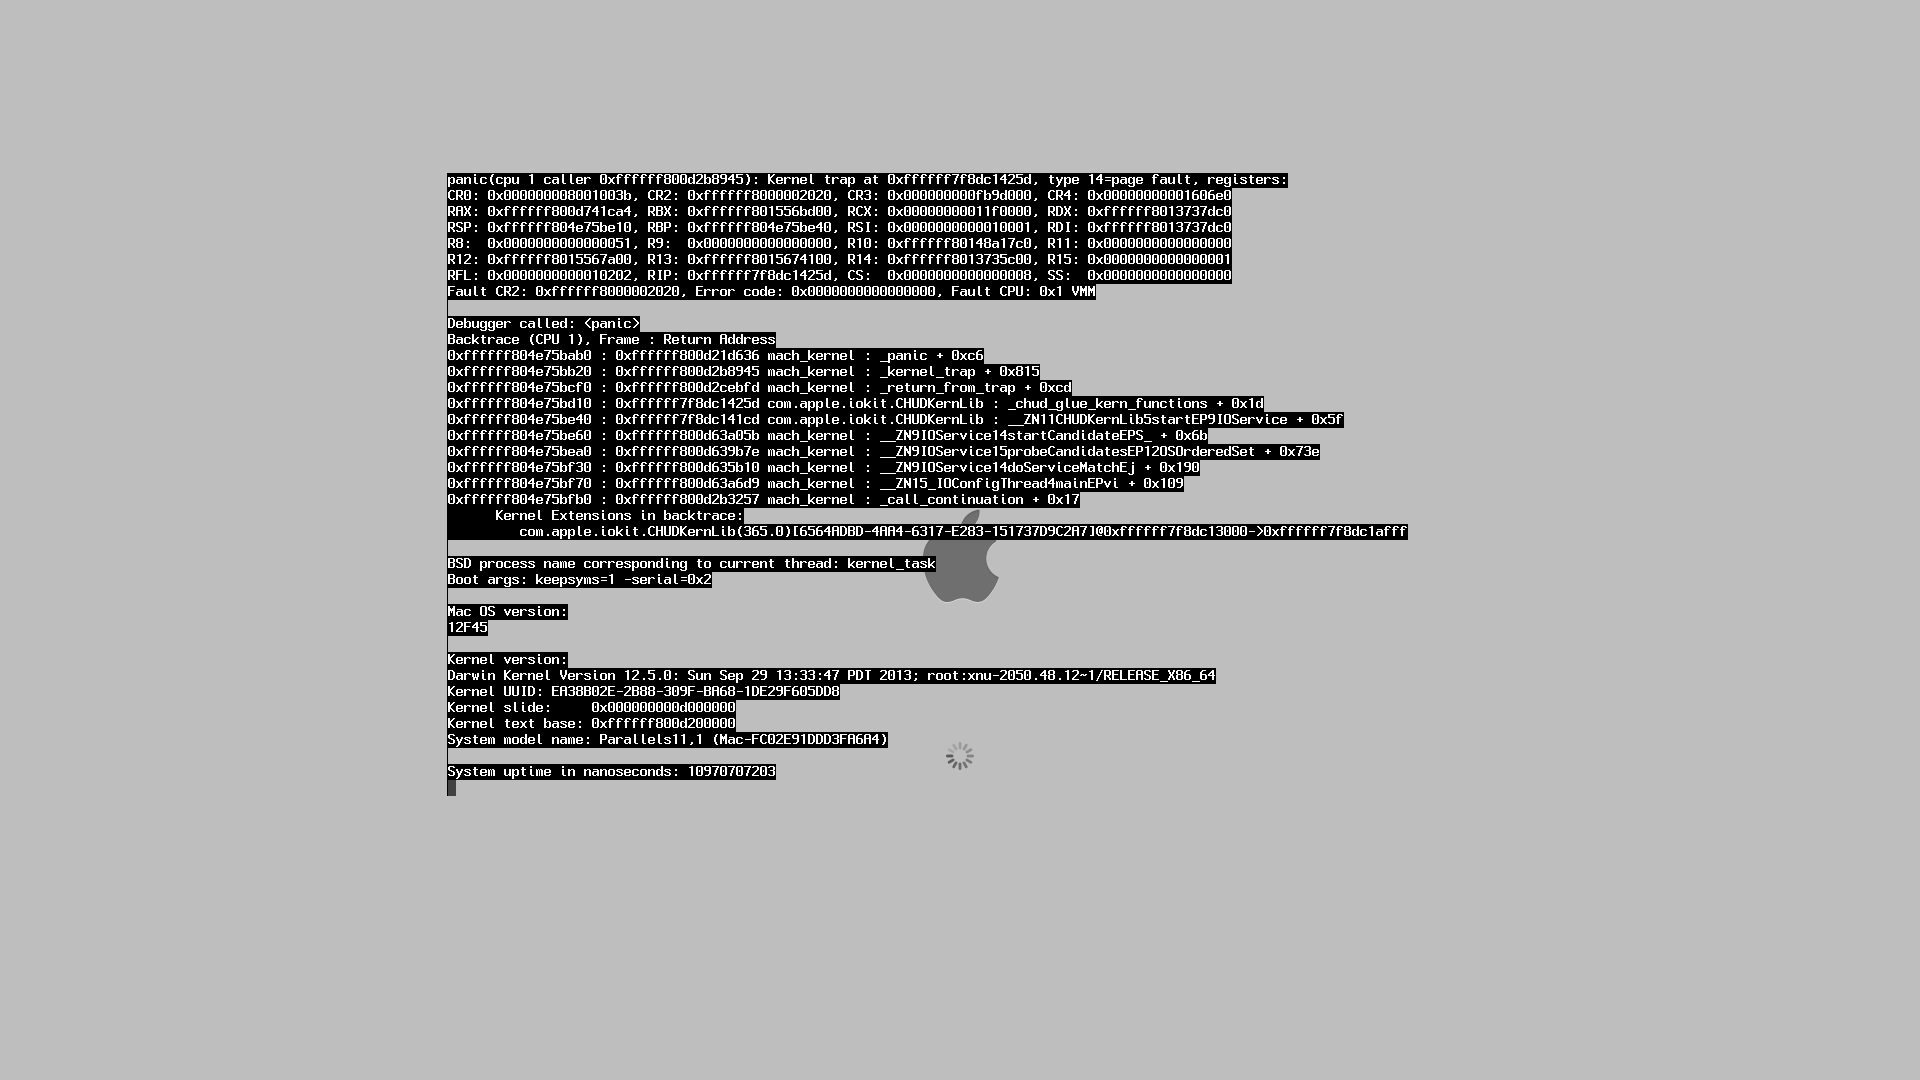 panic(cpu 1 caller 0xffffff800d2b8945): Kernel trap at 0xffffff7f8dc1425d, type 14=page fault, registers:
CR0: 0x000000008001003b, CR2: 0xffffff8000002020, CR3: 0x000000000fb9d000, CR4: 0x00000000001606e0
RAX: 0xffffff800d741ca4, RBX: 0xffffff801556bd00, RCX: 0x00000000011f0000, RDX: 0xffffff8013737dc0
RSP: 0xffffff804e75be10, RBP: 0xffffff804e75be40, RSI: 0x0000000000010001, RDI: 0xffffff8013737dc0
R8:  0x0000000000000051, R9:  0x0000000000000000, R10: 0xffffff80148a17c0, R11: 0x0000000000000000
R12: 0xffffff8015567a00, R13: 0xffffff8015674100, R14: 0xffffff8013735c00, R15: 0x0000000000000001
RFL: 0x0000000000010202, RIP: 0xffffff7f8dc1425d, CS:  0x0000000000000008, SS:  0x0000000000000000
Fault CR2: 0xffffff8000002020, Error code: 0x0000000000000000, Fault CPU: 0x1 VMM
Debugger called: <panic>
Backtrace (CPU 1), Frame : Return Address
0xffffff804e75bab0 : 0xffffff800d21d636 mach_kernel : _panic + 0xc6
0xffffff804e75bb20 : 0xffffff800d2b8945 mach_kernel : _kernel_trap + 0x815
0xffffff804e75bcf0 : 0xffffff800d2cebfd mach_kernel : _return_from_trap + 0xcd
0xffffff804e75bd10 : 0xffffff7f8dc1425d com.apple.iokit.CHUDKernLib : _chud_glue_kern_functions + 0x1d
0xffffff804e75be40 : 0xffffff7f8dc141cd com.apple.iokit.CHUDKernLib : __ZN11CHUDKernLib5startEP9IOService + 0x5f
0xffffff804e75be60 : 0xffffff800d63a05b mach_kernel : __ZN9IOService14startCandidateEPS_ + 0x6b
0xffffff804e75bea0 : 0xffffff800d639b7e mach_kernel : __ZN9IOService15probeCandidatesEP12OSOrderedSet + 0x73e
0xffffff804e75bf30 : 0xffffff800d635b10 mach_kernel : __ZN9IOService14doServiceMatchEj + 0x190
0xffffff804e75bf70 : 0xffffff800d63a6d9 mach_kernel : __ZN15_IOConfigThread4mainEPvi + 0x109
0xffffff804e75bfb0 : 0xffffff800d2b3257 mach_kernel : _call_continuation + 0x17
Kernel Extensions in backtrace:
com.apple.iokit.CHUDKernLib(365.0)[6564ADBD-4AA4-6317-E283-151737D9C2A7]@0xffffff7f8dc13000->0xffffff7f8dc1afff
BSD process name corresponding to current thread: kernel_task
Boot args: keepsyms=1 -serial=0x2
Mac OS version:
12F45
Kernel version:
Darwin Kernel Version 12.5.0: Sun Sep 29 13:33:47 PDT 2013; root:xnu-2050.48.12~1/RELEASE_X86_64
Kernel UUID: EA38B02E-2B88-309F-BA68-1DE29F605DD8
Kernel slide:     0x000000000d000000
Kernel text base: 0xffffff800d200000
System model name: Parallels11,1 (Mac-FC02E91DDD3FA6A4)
System uptime in nanoseconds: 10970707203